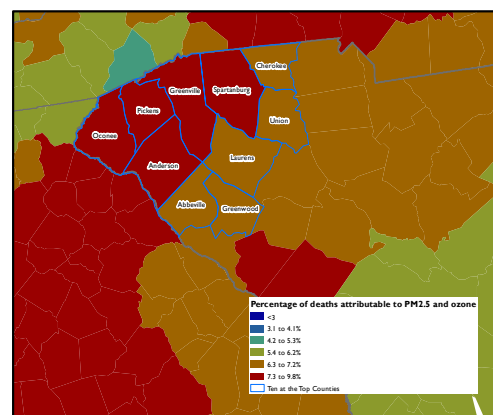 Cherokee
Greenville
Spartanburg
Pickens
Union
Oconee
Laurens
Anderson
Abbeville
Greenwood
Percentage of deaths attributable to PM2.5 and ozone
<3
3.1 to 4.1%
4.2 to 5.3%
5.4 to 6.2%
6.3 to 7.2%
7.3 to 9.8%
Ten at the Top Counties